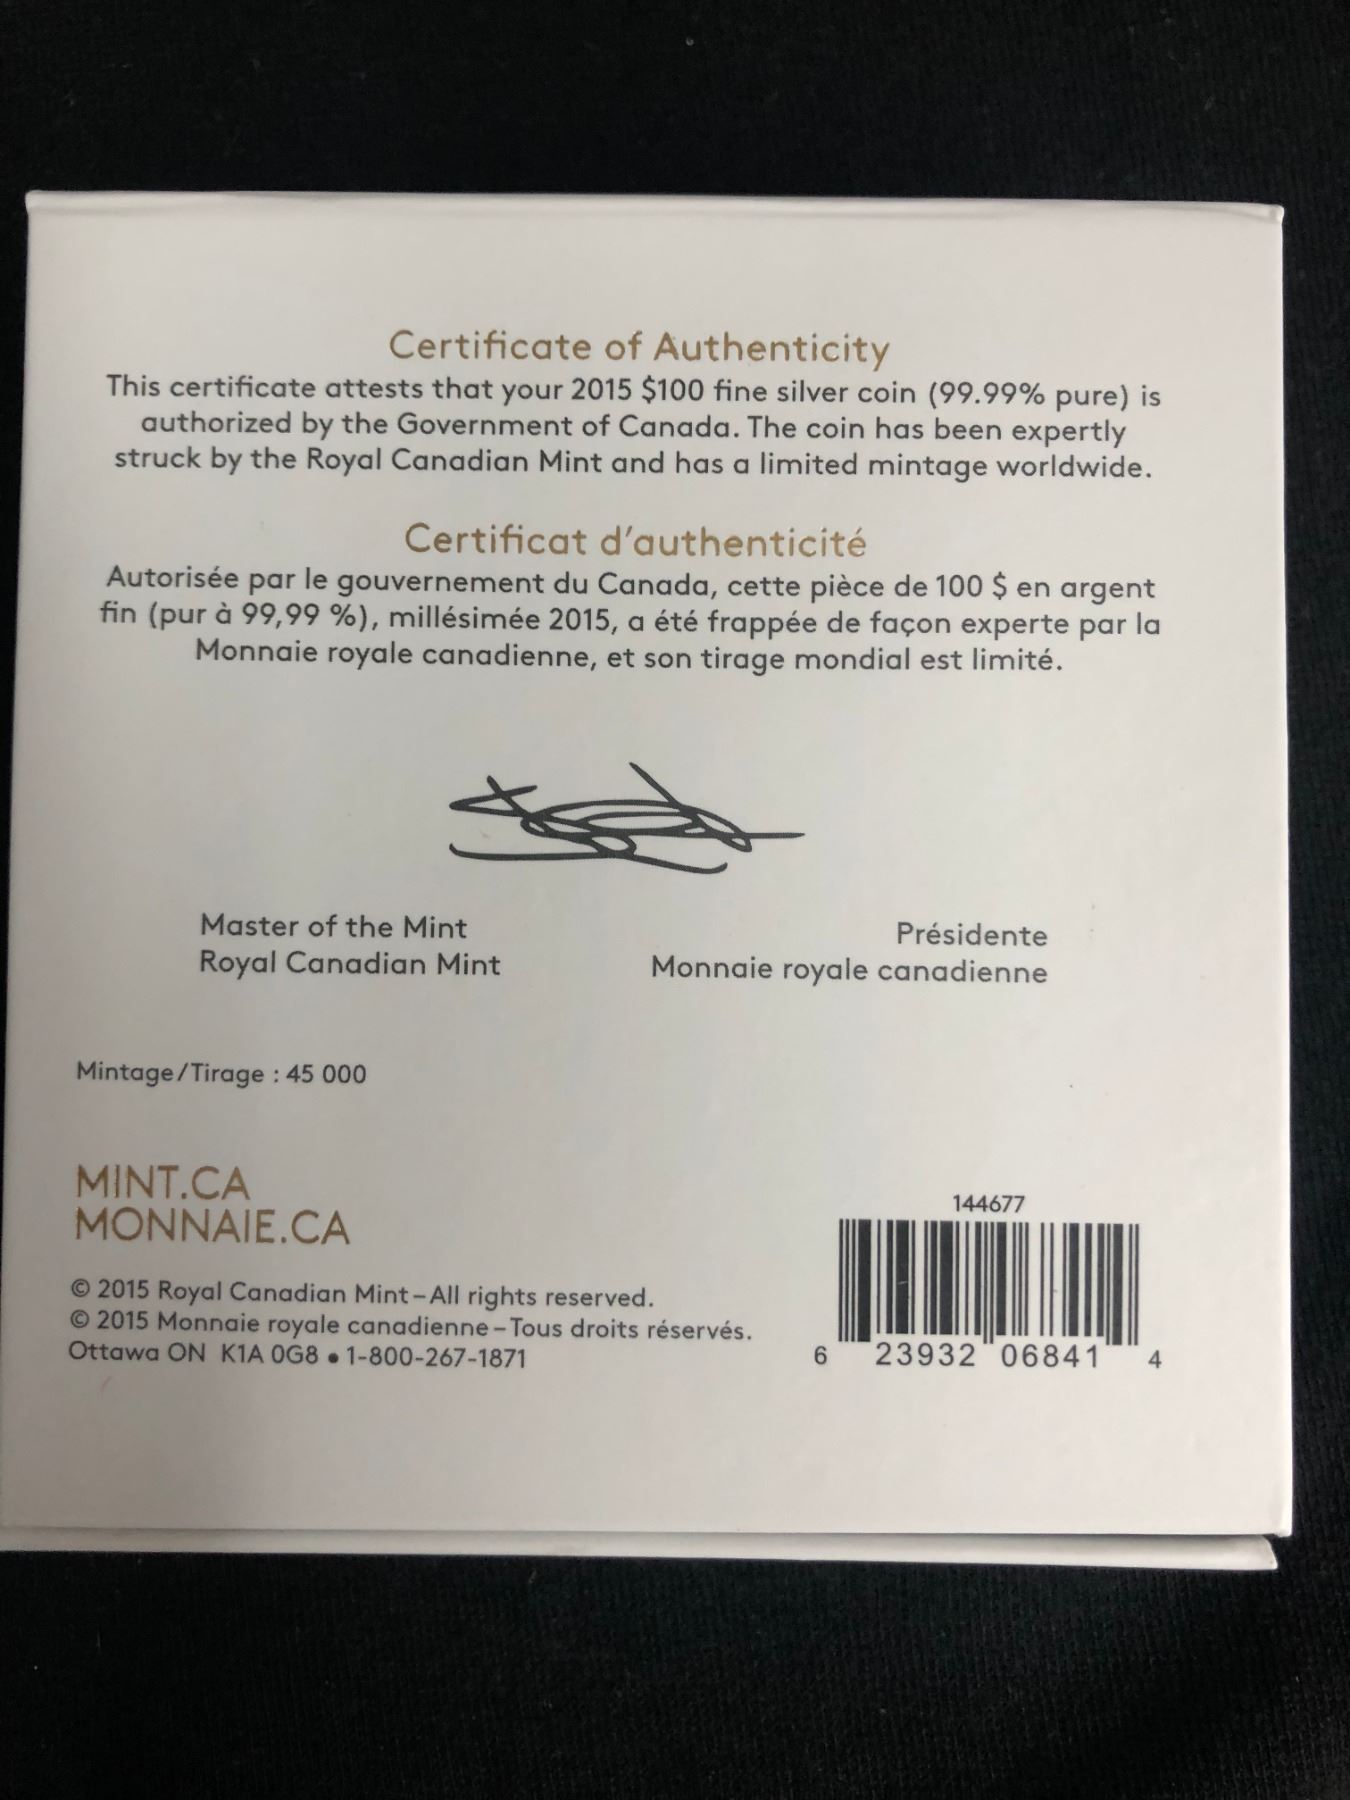 Certificate of Authenticity
This certificate attests that your 2015 $100 fine silver coin (99.99% pure) is
authorized by the Government of Canada. The coin has been expertly
struck by the Royal Canadian Mint and has a limited mintage worldwide.
Certificat d'authenticité
Autorisée par le gouvernement du Canada, cette pièce de 100 $ en argent
fin (pur à 99,99 %), millésimée 2015, a été frappée de façon experte par la
Monnaie royale canadienne, et son tirage mondial est limité.
Master of the Mint
Royal Canadian Mint
Présidente
Monnaie royale canadienne
Mintage/Tirage : 45 000
MINT.CA
MONNAIE.CA
© 2015 Royal Canadian Mint–All rights reserved.
© 2015 Monnaie royale canadienne–Tous droits réservés.
Ottawa ON K1A 0G8 • 1-800-267-1871
144677
6 23932 06841 4